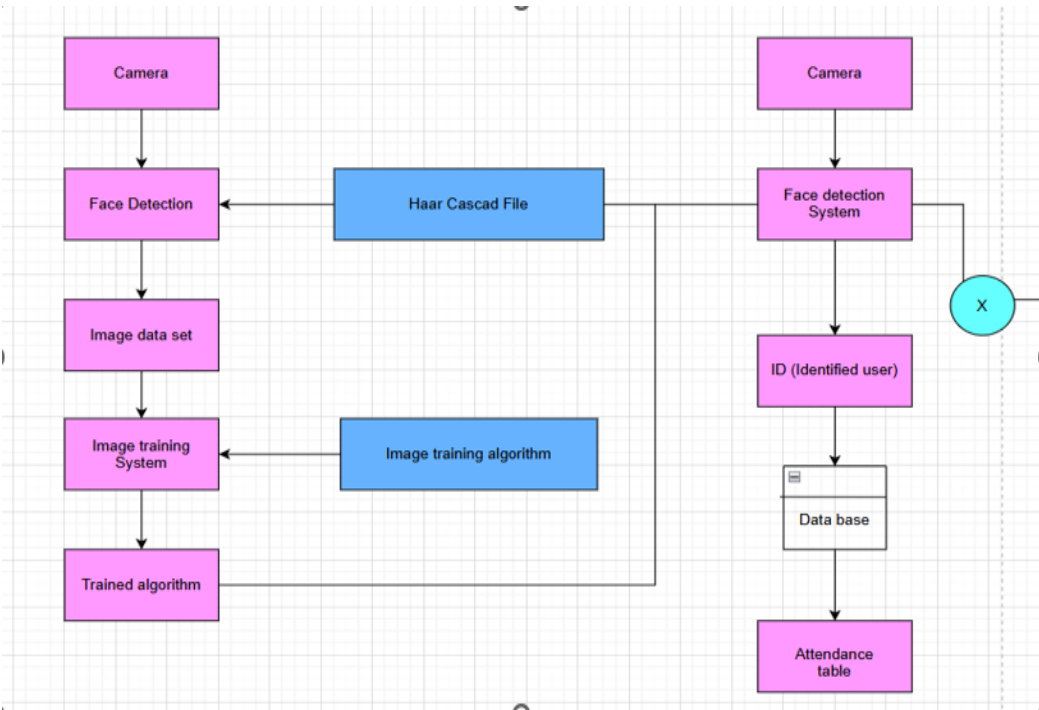 Camera
Camera
Face Detection
Haar Cascad File
Face detection
System
X
Image data set
ID (Identified user)
Image training
System
Image training algorithm
Data base
Trained algorithm
Attendance
table